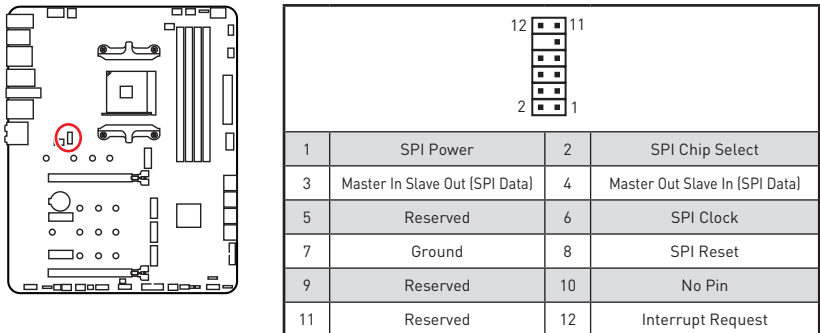 12 11
2 1
1 SPI Power 2 SPI Chip Select
3 Master In Slave Out (SPI Data) 4 Master Out Slave In (SPI Data)
5 Reserved 6 SPI Clock
7 Ground 8 SPI Reset
9 Reserved 10 No Pin
11 Reserved 12 Interrupt Request